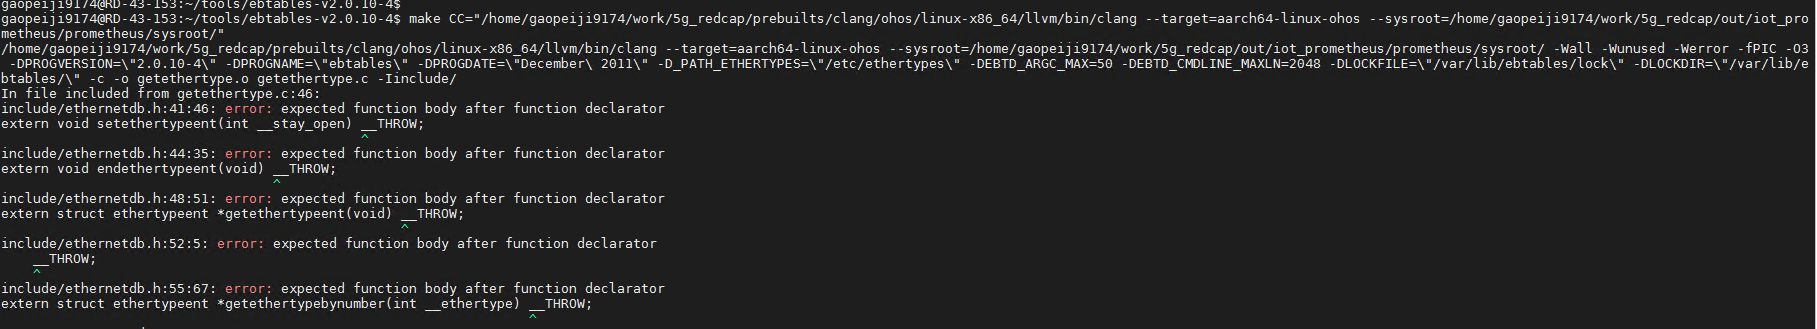 gaopeiji9174@RD-43-153:~/tools/ebtables-v2.0.10-4$
gaopeiji9174@RD-43-153:~/tools/ebtables-v2.0.10-4$ make CC="/home/gaopeiji9174/work/5g_redcap/prebuilts/clang/ohos/linux-x86_64/llvm/bin/clang --target=aarch64-linux-ohos --sysroot=/home/gaopeiji9174/work/5g_redcap/out/iot_pro
metheus/prometheus/sysroot/"
/home/gaopeiji9174/work/5g_redcap/prebuilts/clang/ohos/linux-x86_64/llvm/bin/clang --target=aarch64-linux-ohos --sysroot=/home/gaopeiji9174/work/5g_redcap/out/iot_prometheus/prometheus/sysroot/ -Wall -Wunused -Werror -fPIC -O3
 -DPROGVERSION=\"2.0.10-4\" -DPROGNAME=\"ebtables\" -DPROGDATE=\"December\ 2011\" -D_PATH_ETHERTYPES=\"/etc/ethertypes\" -DEBTD_ARGC_MAX=50 -DEBTD_CMDLINE_MAXLN=2048 -DLOCKFILE=\"/var/lib/ebtables/lock\" -DLOCKDIR=\"/var/lib/e
btables/\" -c -o getethertype.o getethertype.c -Iinclude/
In file included from getethertype.c:46:
include/ethernetdb.h:41:46: error: expected function body after function declarator
extern void setethertypeent(int __stay_open) __THROW;
^
include/ethernetdb.h:44:35: error: expected function body after function declarator
extern void endethertypeent(void) __THROW;
^
include/ethernetdb.h:48:51: error: expected function body after function declarator
extern struct ethertypeent *getethertypeent(void) __THROW;
^
include/ethernetdb.h:52:5: error: expected function body after function declarator
__THROW;
^
include/ethernetdb.h:55:67: error: expected function body after function declarator
extern struct ethertypeent *getethertypebynumber(int __ethertype) __THROW;
^